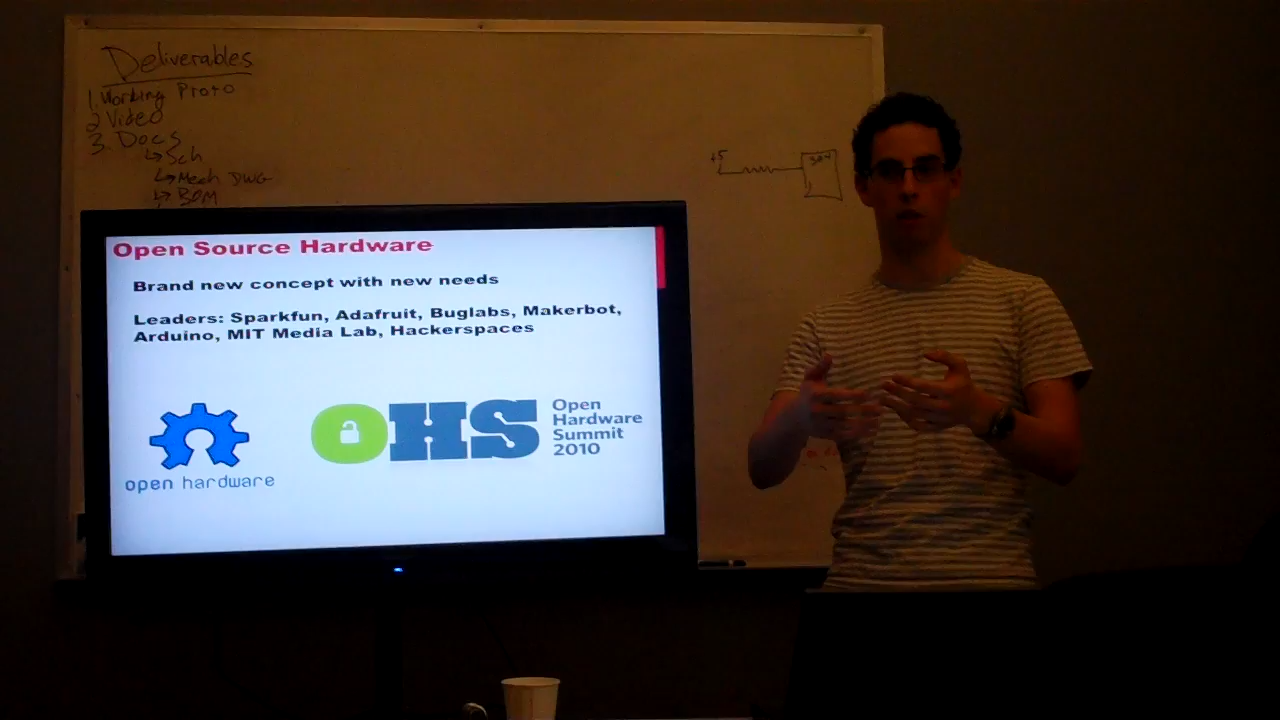 Deliverables
1. Working Proto
2 Video
3. Docs
↳ Sch
↳ Mech DWG
↳ BOM
+5
Open Source Hardware
Brand new concept with new needs
Leaders: Sparkfun, Adafruit, Buglabs, Makerbot,
Arduino, MIT Media Lab, Hackerspaces
open hardware
OHS
Open
Hardware
Summit
2010